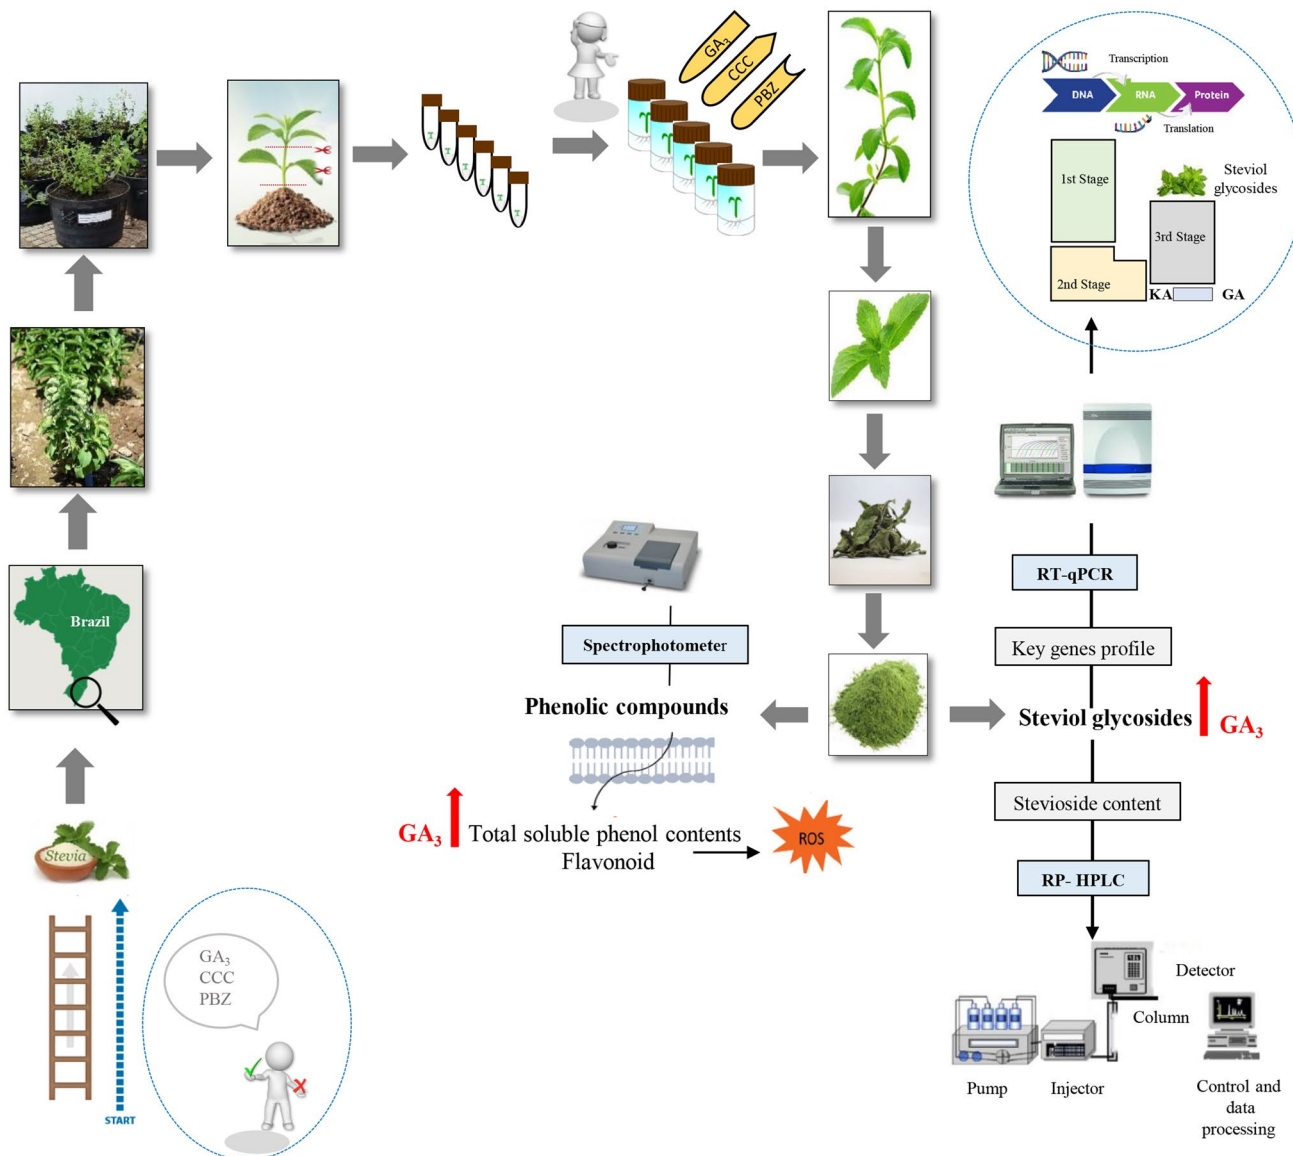 GA₃
CCC
PBZ
Transcription
DNA
RNA
Protein
Translation
1st Stage
Steviol
glycosides
3rd Stage
2nd Stage
KA
GA
T
T
T
T
T
T
Brazil
Spectrophotometer
Phenolic compounds
GA₃
Total soluble phenol contents
Flavonoid
ROS
RT-qPCR
Key genes profile
Steviol glycosides
GA₃
Stevioside content
RP- HPLC
Detector
Column
Pump
Injector
Control and
data
processing
Stevia
GA₃
CCC
PBZ
START